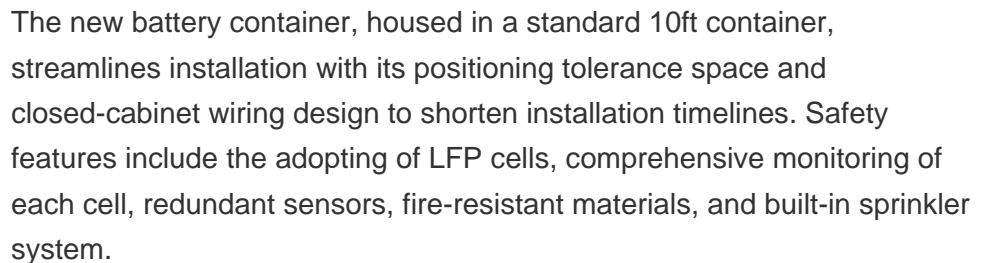 The new battery container, housed in a standard 10ft container,
streamlines installation with its positioning tolerance space and
closed-cabinet wiring design to shorten installation timelines. Safety
features include the adopting of LFP cells, comprehensive monitoring of
each cell, redundant sensors, fire-resistant materials, and built-in sprinkler
system.